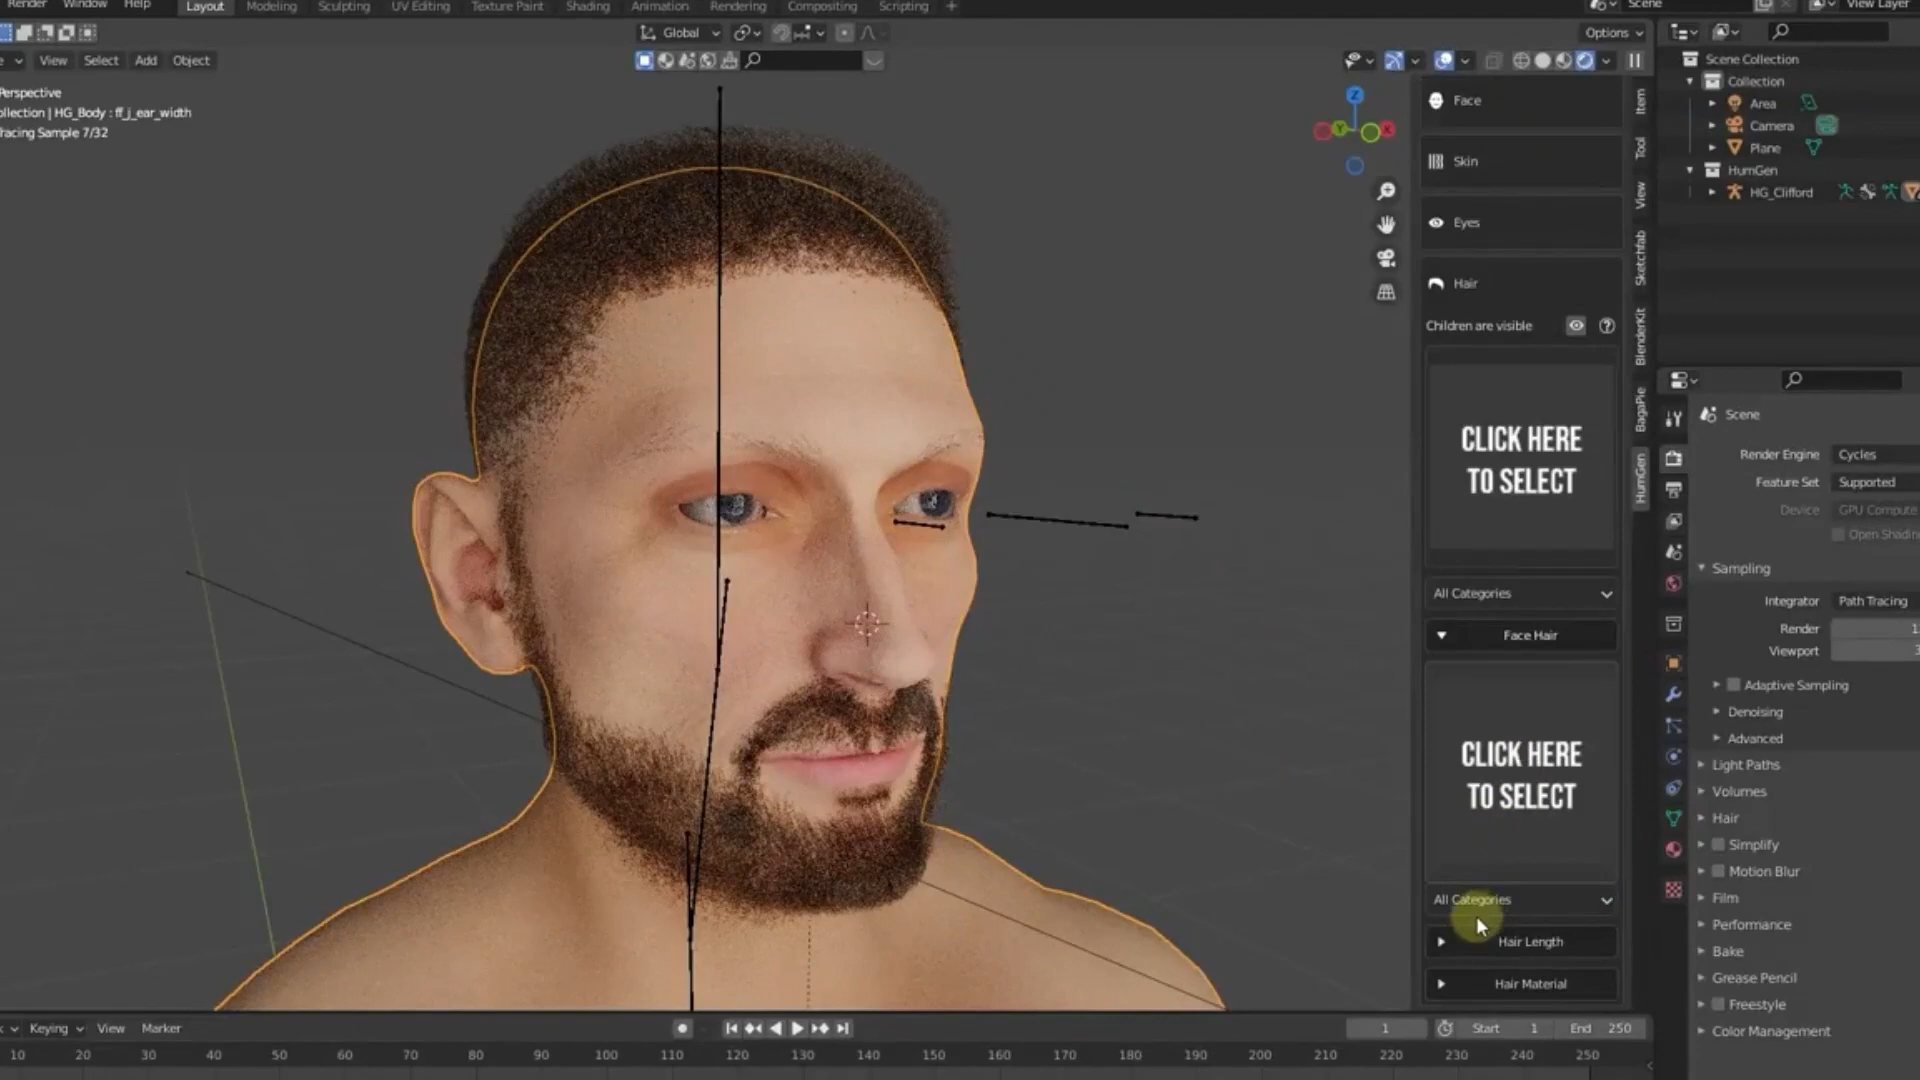 Render Window Help Layout Modeling Sculpting UV Editing Texture Paint Shading Animation Rendering Compositing Scripting + Scene View Layer
Global Options
View Select Add Object
Perspective
ollection | HG_Body : ff_j_ear_width
racing Sample 7/32
Z
Y
X
Face
Skin
Eyes
Hair
Children are visible
CLICK HERE
TO SELECT
All Categories
Face Hair
CLICK HERE
TO SELECT
All Categories
Hair Length
Hair Material
Item
Tool
View
Sketchfab
BlenderKit
BagaPie
HumGen
Scene Collection
Collection
Area
Camera
Plane
HumGen
HG_Clifford
Scene
Render Engine Cycles
Feature Set Supported
Device GPU Compute
Open Shadin
Sampling
Integrator Path Tracing
Render 1
Viewport 3
Adaptive Sampling
Denoising
Advanced
Light Paths
Volumes
Hair
Simplify
Motion Blur
Film
Performance
Bake
Grease Pencil
Freestyle
Color Management
Keying View Marker 1 Start 1 End 250
10 20 30 40 50 60 70 80 90 100 110 120 130 140 150 160 170 180 190 200 210 220 230 240 250